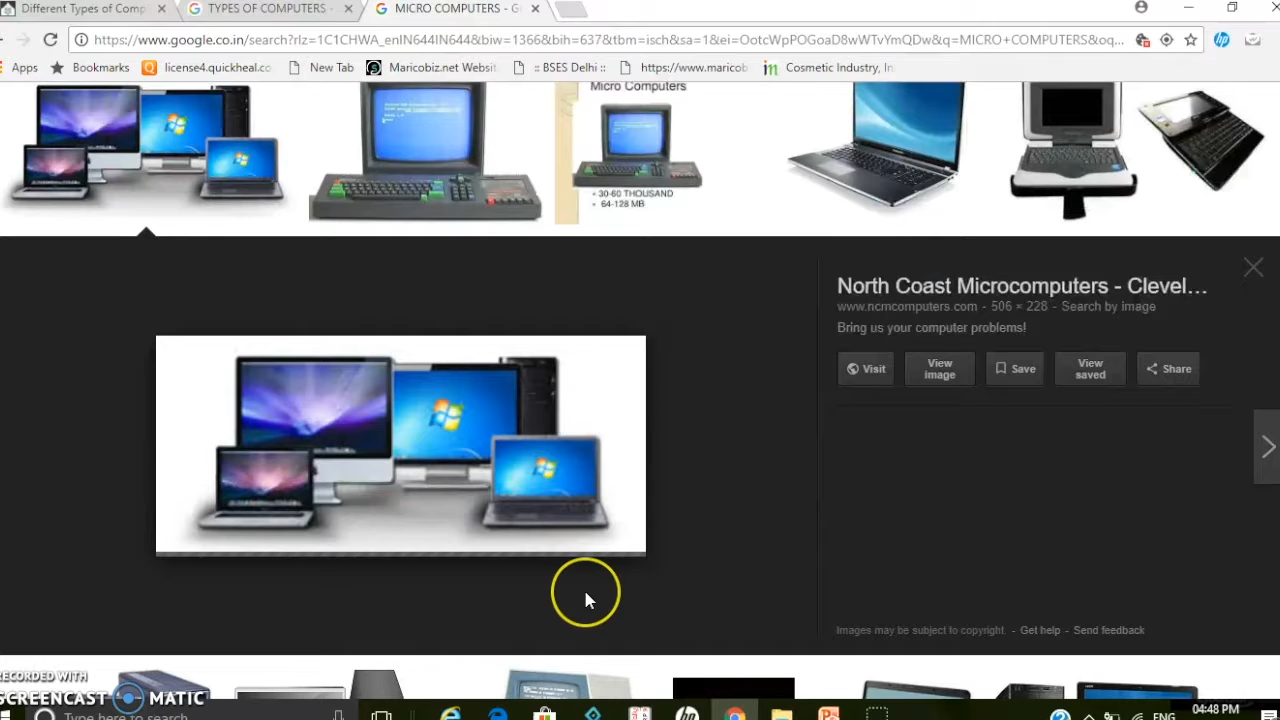 Different Types of Comp
TYPES OF COMPUTERS -
MICRO COMPUTERS - G
https://www.google.co.in/search?rlz=1C1CHWA_enIN644IN644&biw=1366&bih=637&tbm=isch&sa=1&ei=OotcWpPOGoaD8wWTvYmQDw&q=MICRO+COMPUTERS&oq...
Apps
Bookmarks
license4.quickheal.co
New Tab
Maricobiz.net Websit
:: BSES Delhi ::
https://www.maricob
Cosmetic Industry, In
Micro Computers
• 30-60 THOUSAND
• 64-128 MB
North Coast Microcomputers - Clevel...
www.ncmcomputers.com - 506 × 228 - Search by image
Bring us your computer problems!
Visit
View image
Save
View saved
Share
Images may be subject to copyright. - Get help - Send feedback
RECORDED WITH
SCREENCAST MATIC
Type here to search
ENG
04:48 PM